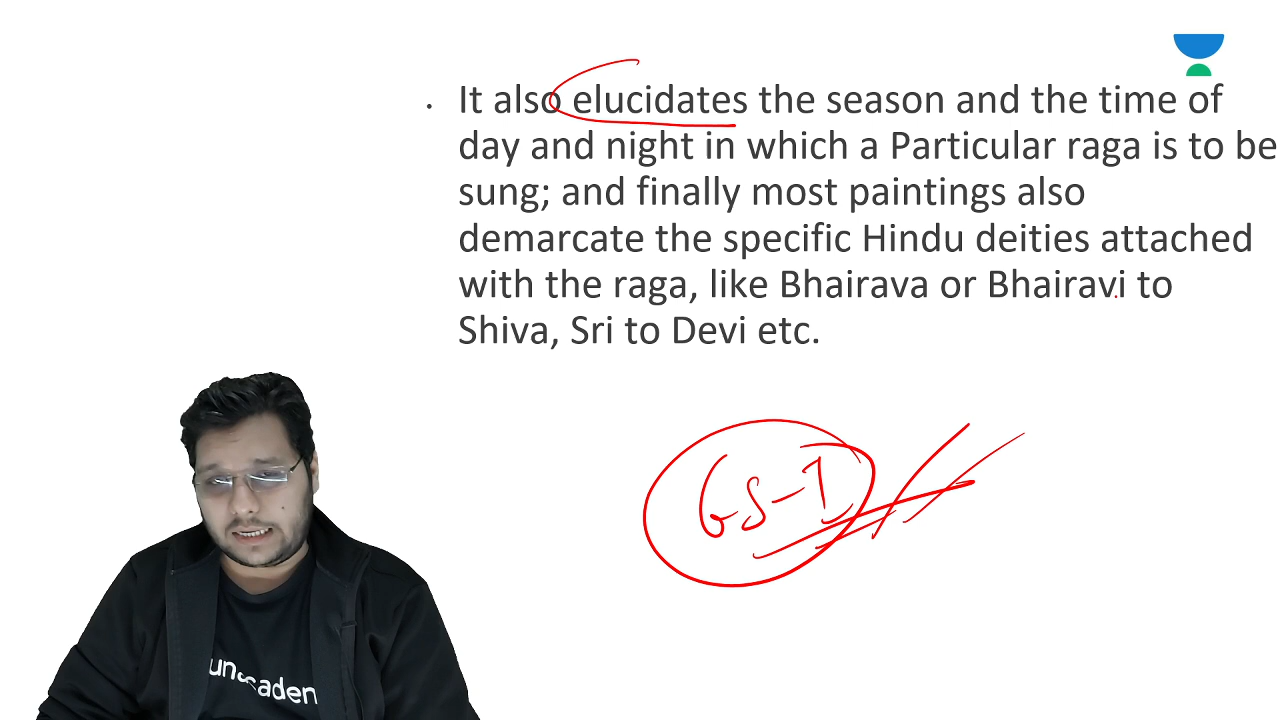 • It also elucidates the season and the time of
day and night in which a Particular raga is to be
sung; and finally most paintings also
demarcate the specific Hindu deities attached
with the raga, like Bhairava or Bhairavi to
Shiva, Sri to Devi etc.
GS-1